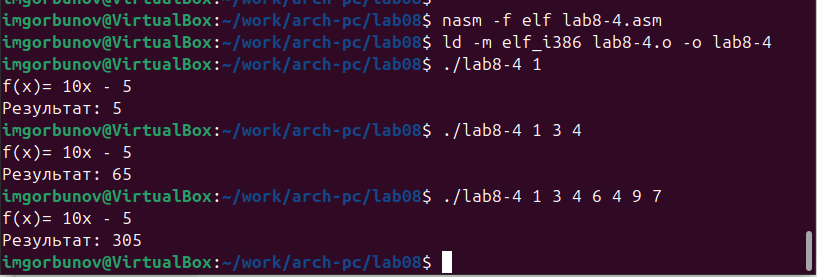 imgorbunov@VirtualBox:~/work/arch-pc/lab08$ nasm -f elf lab8-4.asm
imgorbunov@VirtualBox:~/work/arch-pc/lab08$ ld -m elf_i386 lab8-4.o -o lab8-4
imgorbunov@VirtualBox:~/work/arch-pc/lab08$ ./lab8-4 1
f(x)= 10x - 5
Результат: 5
imgorbunov@VirtualBox:~/work/arch-pc/lab08$ ./lab8-4 1 3 4
f(x)= 10x - 5
Результат: 65
imgorbunov@VirtualBox:~/work/arch-pc/lab08$ ./lab8-4 1 3 4 6 4 9 7
f(x)= 10x - 5
Результат: 305
imgorbunov@VirtualBox:~/work/arch-pc/lab08$